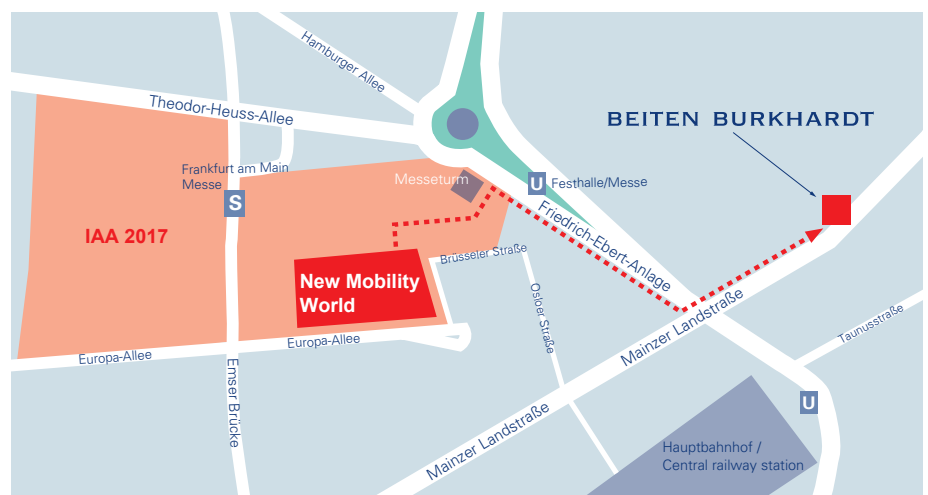 Hamburger Allee
Theodor-Heuss-Allee
BEITEN BURKHARDT
Frankfurt am Main
Messe
S
Messeturm
U
Festhalle/Messe
IAA 2017
Friedrich-Ebert-Anlage
Brüsseler Straße
New Mobility
World
Osloer Straße
Mainzer Landstraße
Taunusstraße
Europa-Allee
Europa-Allee
Emser Brücke
U
Mainzer Landstraße
Hauptbahnhof /
Central railway station